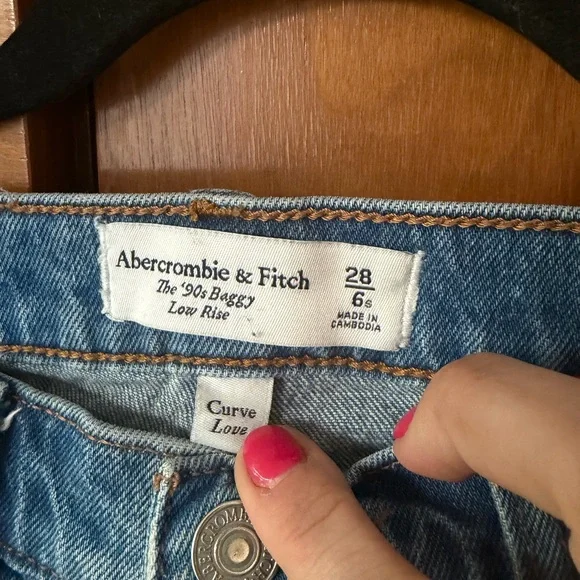 Abercrombie & Fitch
The '90s Baggy
Low Rise
28
6s
MADE IN
CAMBODIA
Curve
Love